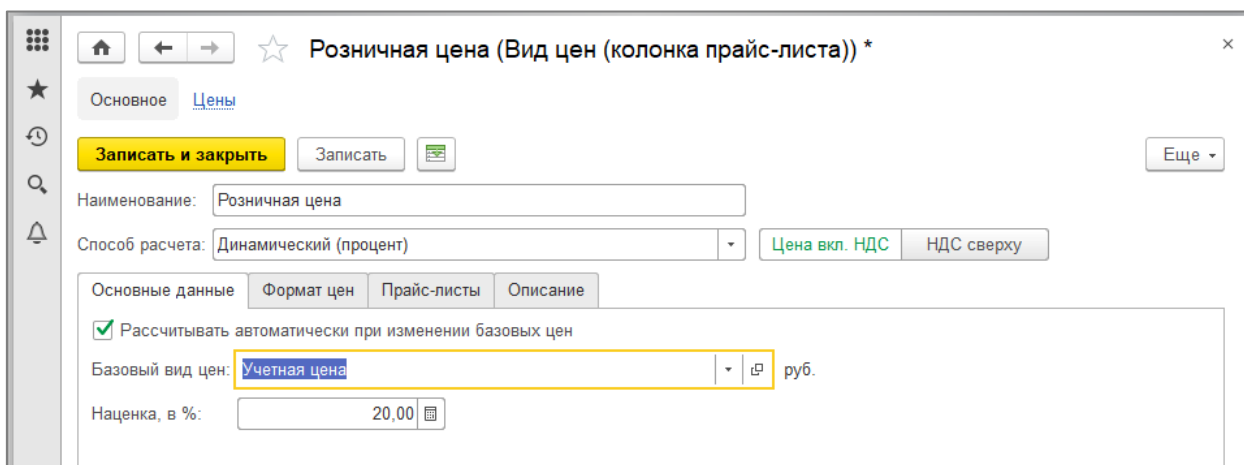 Розничная цена (Вид цен (колонка прайс-листа)) *
Основное Цены
Записать и закрыть Записать Еще
Наименование: Розничная цена
Способ расчета: Динамический (процент) Цена вкл. НДС НДС сверху
Основные данные Формат цен Прайс-листы Описание
Рассчитывать автоматически при изменении базовых цен
Базовый вид цен: Учетная цена руб.
Наценка, в %: 20,00